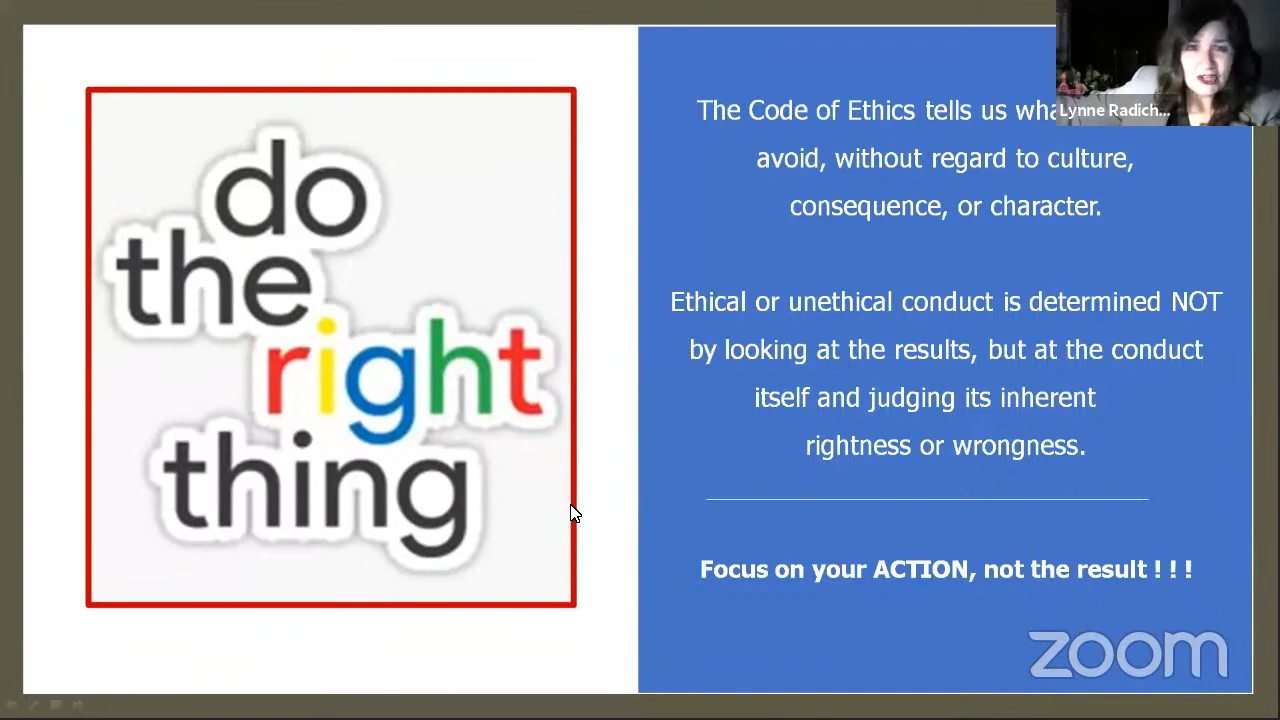 do
the
right
thing
The Code of Ethics tells us
Lynne Radich...
avoid, without regard to culture,
consequence, or character.
Ethical or unethical conduct is determined NOT
by looking at the results, but at the conduct
itself and judging its inherent
rightness or wrongness.
Focus on your ACTION, not the result ! ! !
zoom